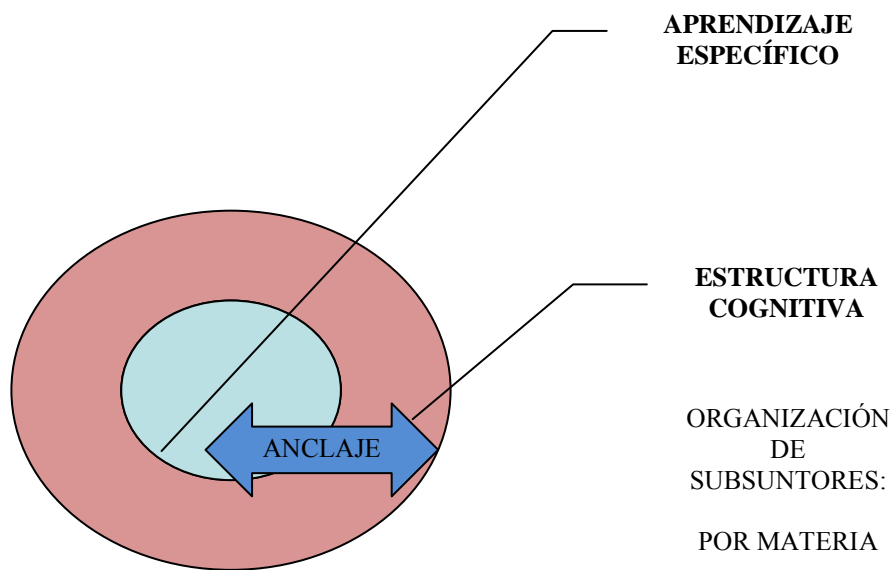 APRENDIZAJE
ESPECÍFICO
ESTRUCTURA
COGNITIVA
ANCLAJE
ORGANIZACIÓN
DE
SUBSUNTORES:
POR MATERIA